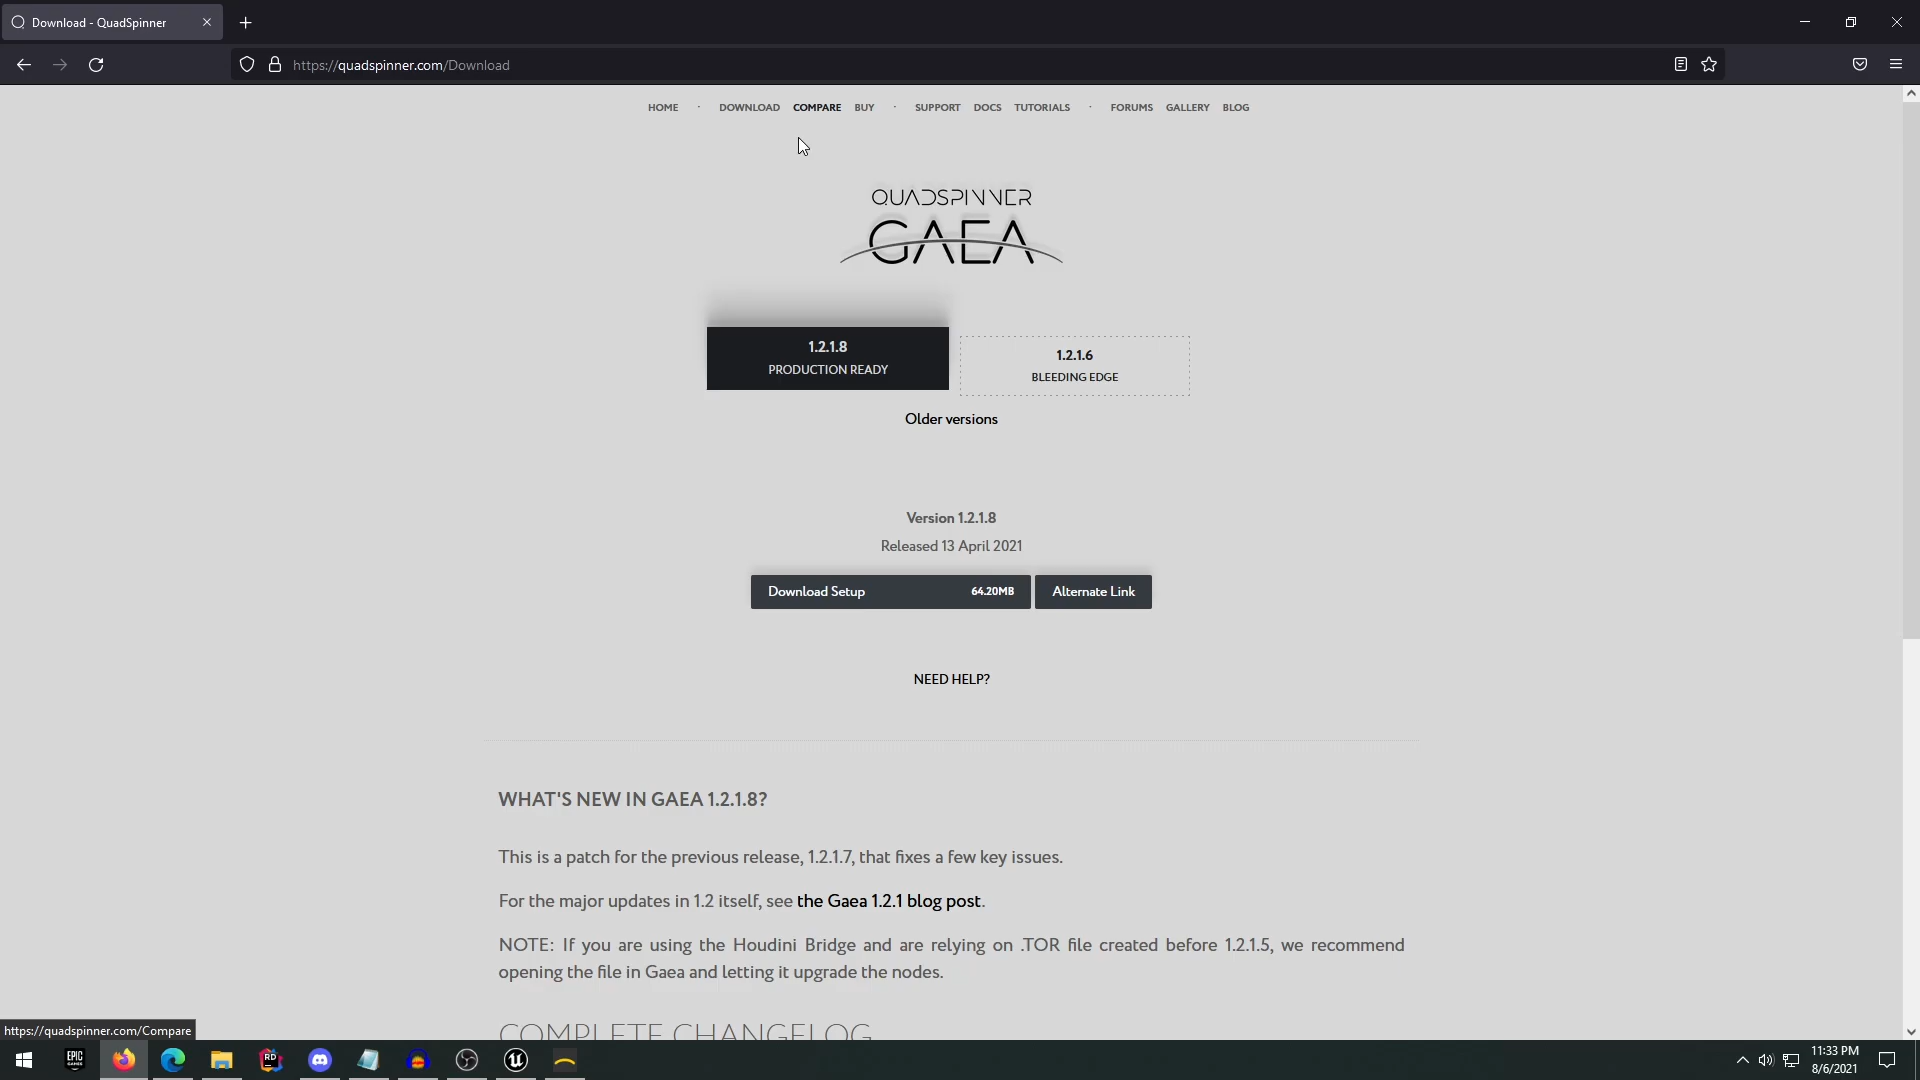 Download - QuadSpinner
https://quadspinner.com/Download
HOME · DOWNLOAD COMPARE BUY · SUPPORT DOCS TUTORIALS · FORUMS GALLERY BLOG
QUADSPINNER
GAEA
1.2.1.8
PRODUCTION READY
1.2.1.6
BLEEDING EDGE
Older versions
Version 1.2.1.8
Released 13 April 2021
Download Setup 64.20MB
Alternate Link
NEED HELP?
WHAT'S NEW IN GAEA 1.2.1.8?
This is a patch for the previous release, 1.2.1.7, that fixes a few key issues.
For the major updates in 1.2 itself, see the Gaea 1.2.1 blog post.
NOTE: If you are using the Houdini Bridge and are relying on .TOR file created before 1.2.1.5, we recommend
opening the file in Gaea and letting it upgrade the nodes.
COMPLETE CHANGELOG
https://quadspinner.com/Compare
EPIC GAMES
RD
11:33 PM
8/6/2021